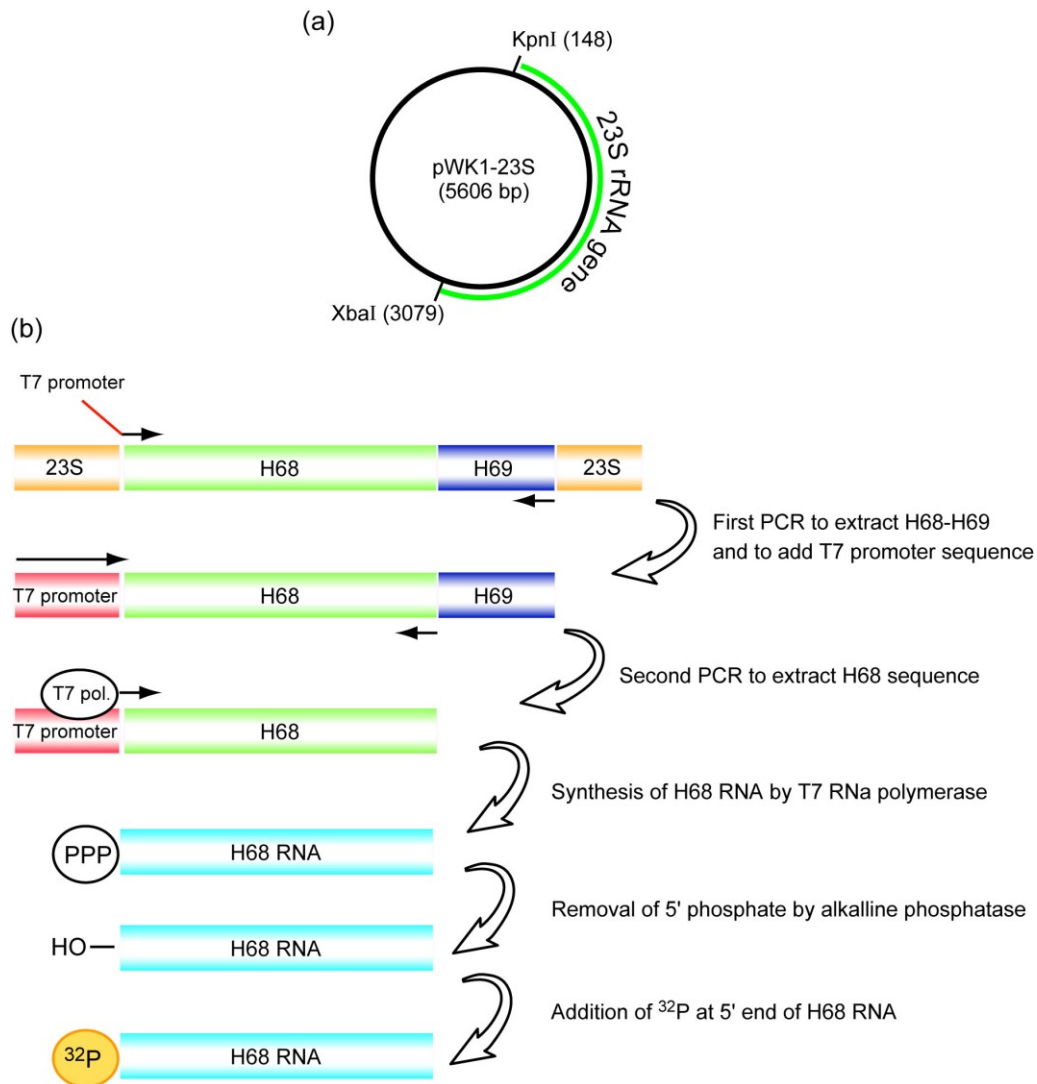 (a)
KpnI (148)
pWK1-23S
(5606 bp)
23S rRNA gene
XbaI (3079)
(b)
T7 promoter
23S H68 H69 23S
First PCR to extract H68-H69
and to add T7 promoter sequence
T7 promoter H68 H69
Second PCR to extract H68 sequence
T7 pol.
T7 promoter H68
Synthesis of H68 RNA by T7 RNa polymerase
PPP H68 RNA
Removal of 5' phosphate by alkalline phosphatase
HO H68 RNA
Addition of ³²P at 5' end of H68 RNA
³²P H68 RNA